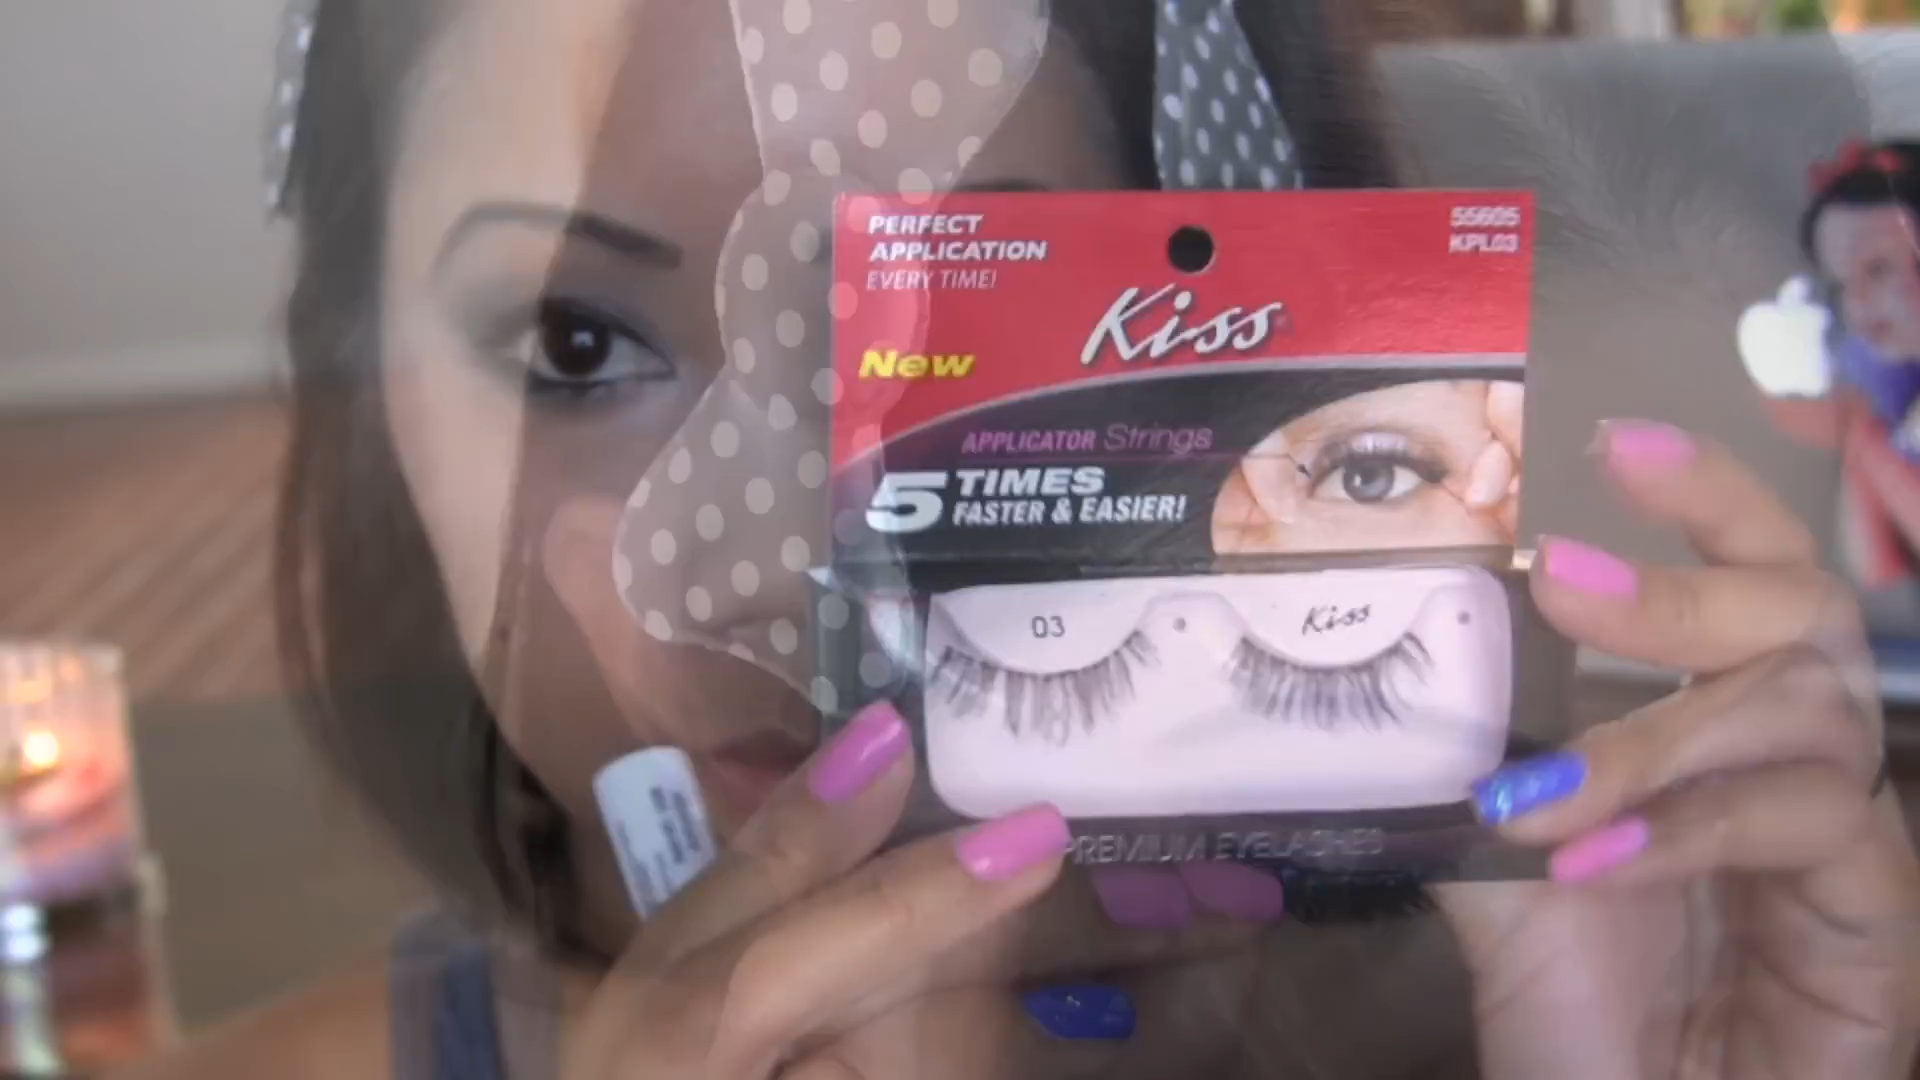 PERFECT
APPLICATION
EVERY TIME!
55605
KPL03
Kiss
New
APPLICATOR Strings
5 TIMES
FASTER & EASIER!
03
Kiss
PREMIUM EYELASHES